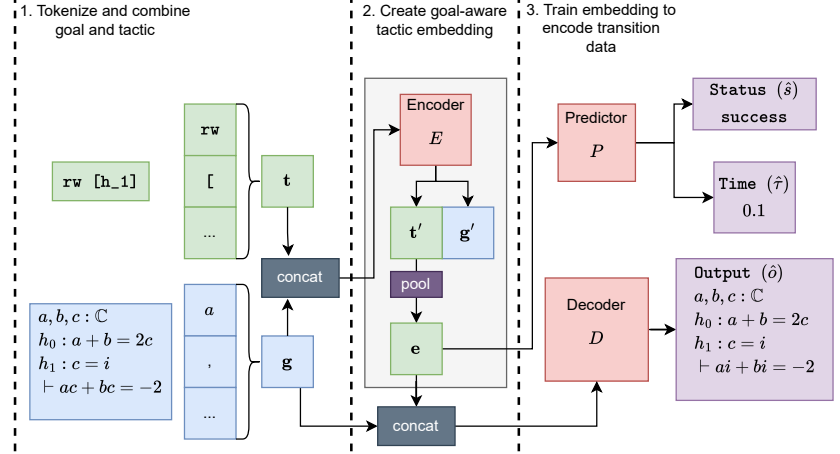 1. Tokenize and combine
goal and tactic
2. Create goal-aware
tactic embedding
3. Train embedding to
encode transition
data
rw [h_1]
rw
[
...
t
concat
a, b, c : ℂ
h₀ : a + b = 2c
h₁ : c = i
⊢ ac + bc = −2
a
,
...
g
Encoder
E
t′
g′
pool
e
concat
Predictor
P
Status (ŝ)
success
Time (τ̂)
0.1
Decoder
D
Output (ô)
a, b, c : ℂ
h₀ : a + b = 2c
h₁ : c = i
⊢ ai + bi = −2